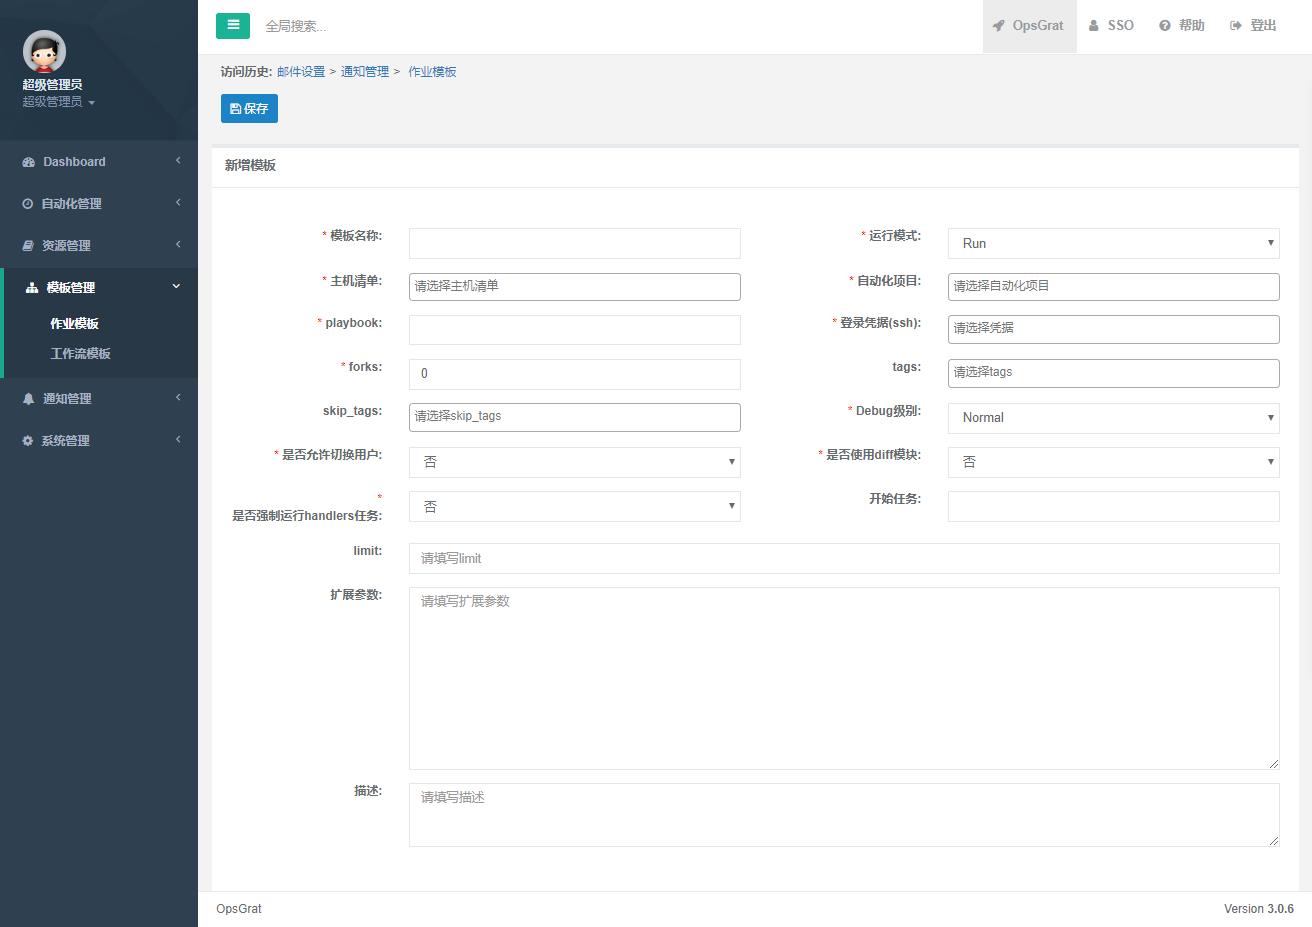 全局搜索...
OpsGrat
SSO
帮助
登出
超级管理员
超级管理员
Dashboard
自动化管理
资源管理
模板管理
作业模板
工作流模板
通知管理
系统管理
访问历史: 邮件设置 > 通知管理 > 作业模板
保存
新增模板
* 模板名称:
* 运行模式: Run
* 主机清单: 请选择主机清单
* 自动化项目: 请选择自动化项目
* playbook:
* 登录凭据(ssh): 请选择凭据
* forks: 0
tags: 请选择tags
skip_tags: 请选择skip_tags
* Debug级别: Normal
* 是否允许切换用户: 否
* 是否使用diff模块: 否
*
是否强制运行handlers任务: 否
开始任务:
limit: 请填写limit
扩展参数: 请填写扩展参数
描述: 请填写描述
OpsGrat
Version 3.0.6